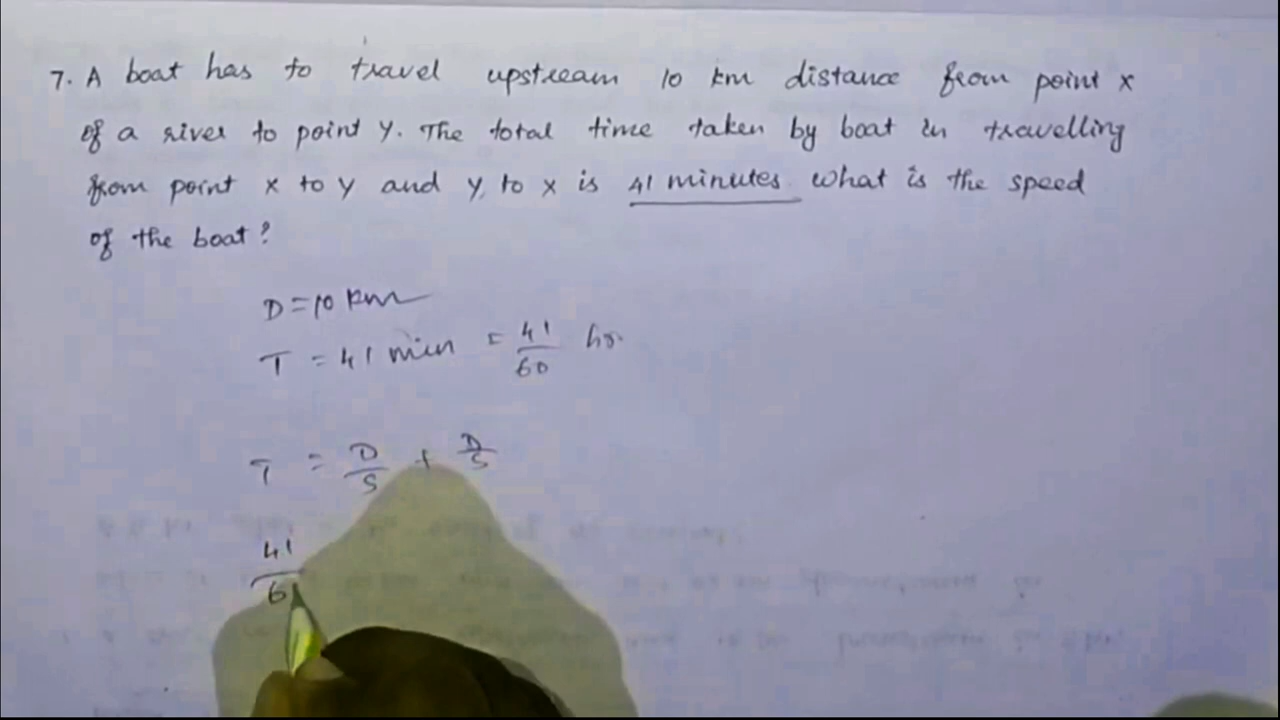 7. A boat has to travel upstream 10 km distance from point x
of a river to point y. The total time taken by boat in travelling
from point x to y and y to x is 41 minutes. what is the speed
of the boat?
D = 10 km
T = 41 min = 41/60 hr.
T = D/S + D/S
41/6